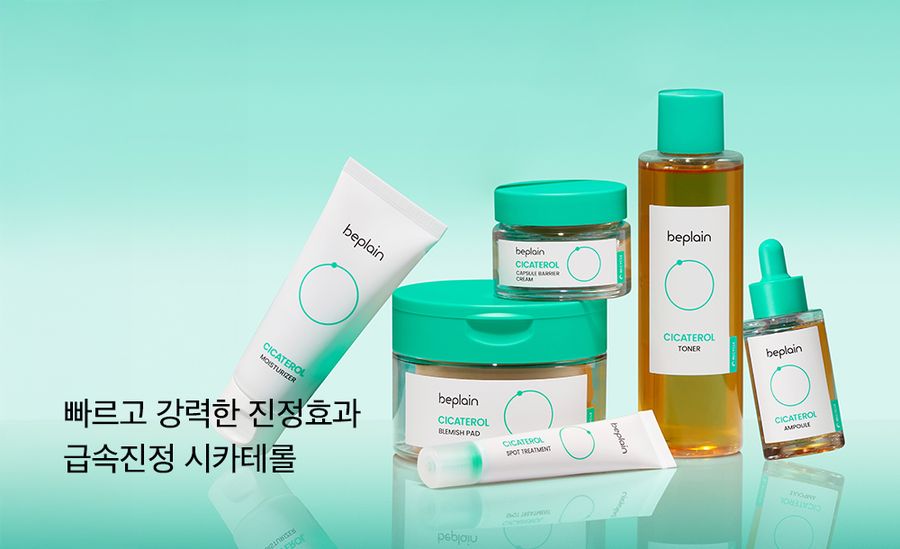 beplain
CICATEROL
MOISTURIZER
beplain
CICATEROL
CAPSULE BARRIER
CREAM
beplain
CICATEROL
BLEMISH PAD
CICATEROL
SPOT TREATMENT
beplain
beplain
CICATEROL
TONER
beplain
CICATEROL
AMPOULE
빠르고 강력한 진정효과
급속진정 시카테롤